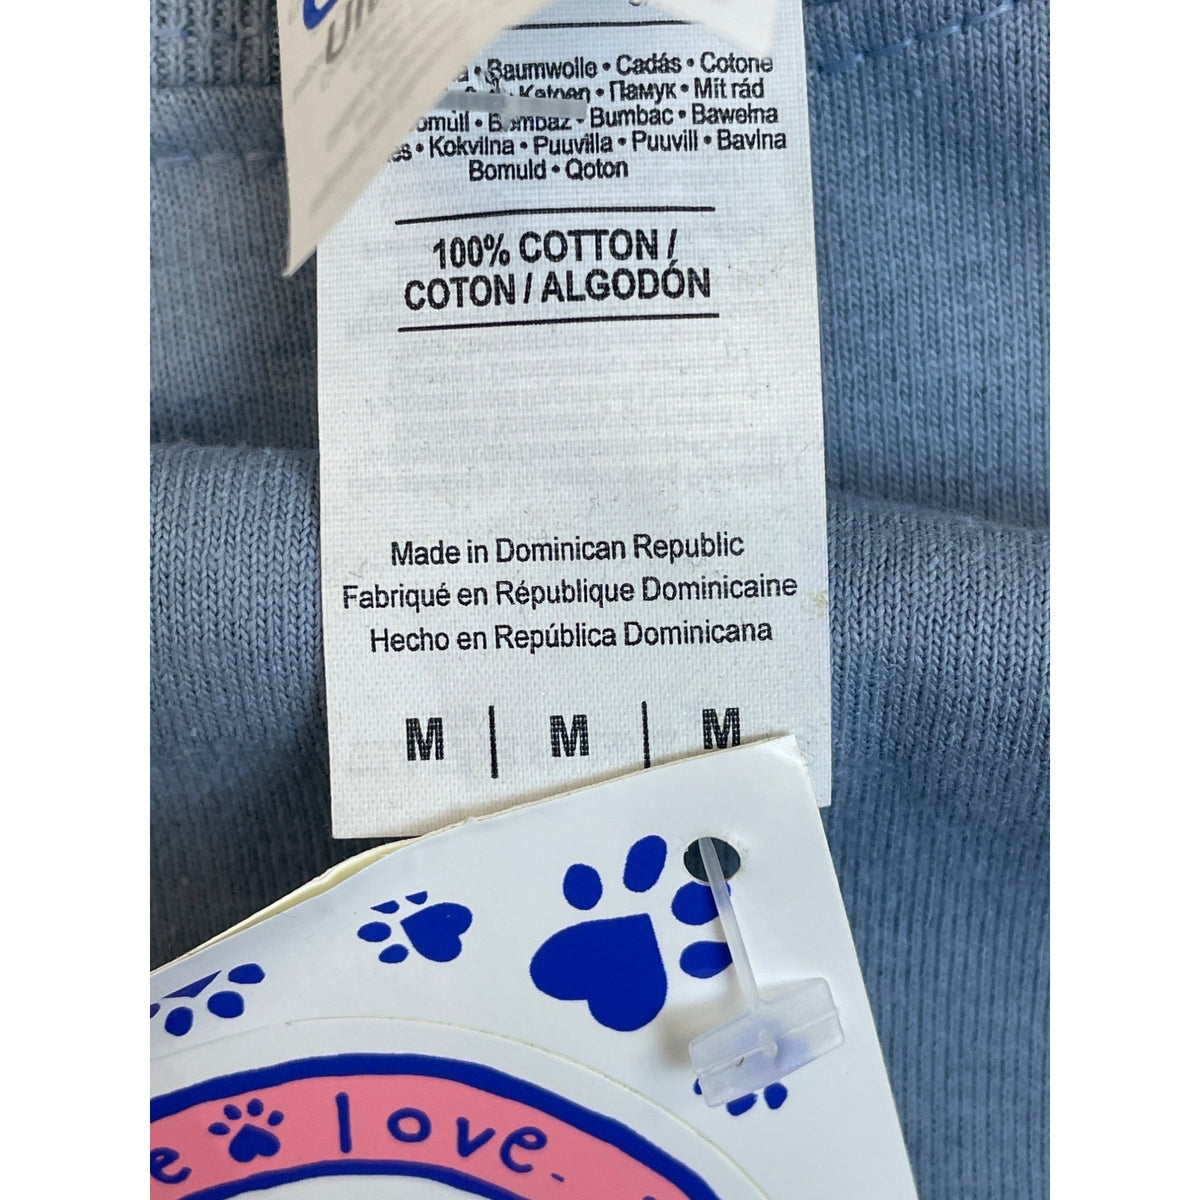 Baumwolle • Cadás • Cotone
Katoen • Памук • Mit rád
Bumbac • Bawełna
• Kokvilna • Puuvilla • Puuvill • Bavlna
Bomuld • Qoton
100% COTTON /
COTON / ALGODÓN
Made in Dominican Republic
Fabriqué en République Dominicaine
Hecho en República Dominicana
M | M | M
love